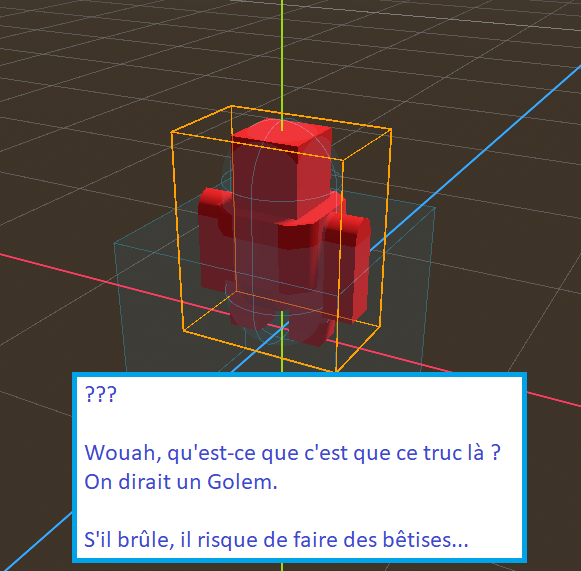 ???
Wouah, qu'est-ce que c'est que ce truc là ?
On dirait un Golem.
S'il brûle, il risque de faire des bêtises...